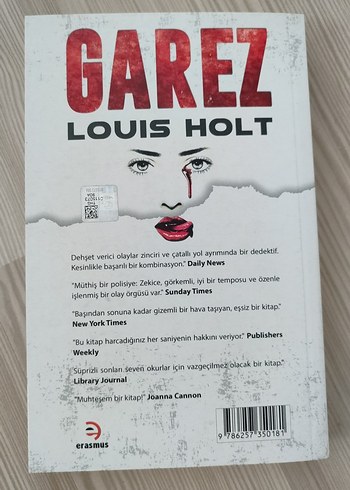 GAREZ
LOUIS HOLT
Dehşet verici olaylar zinciri ve çatallı yol ayrımında bir dedektif.
Kesinlikle başarılı bir kombinasyon." Daily News
"Müthiş bir polisiye: Zekice, görkemli, iyi bir temposu ve özenle
işlenmiş bir olay örgüsü var." Sunday Times
"Başından sonuna kadar gizemli bir hava taşıyan, eşsiz bir kitap."
New York Times
"Bu kitap harcadığınız her saniyenin hakkını veriyor." Publishers
Weekly
Süprizli sonları seven okurlar için vazgeçilmez olacak bir kitap."
Library Journal
"Muhteşem bir kitap!" Joanna Cannon
erasmus
9 786257 350181